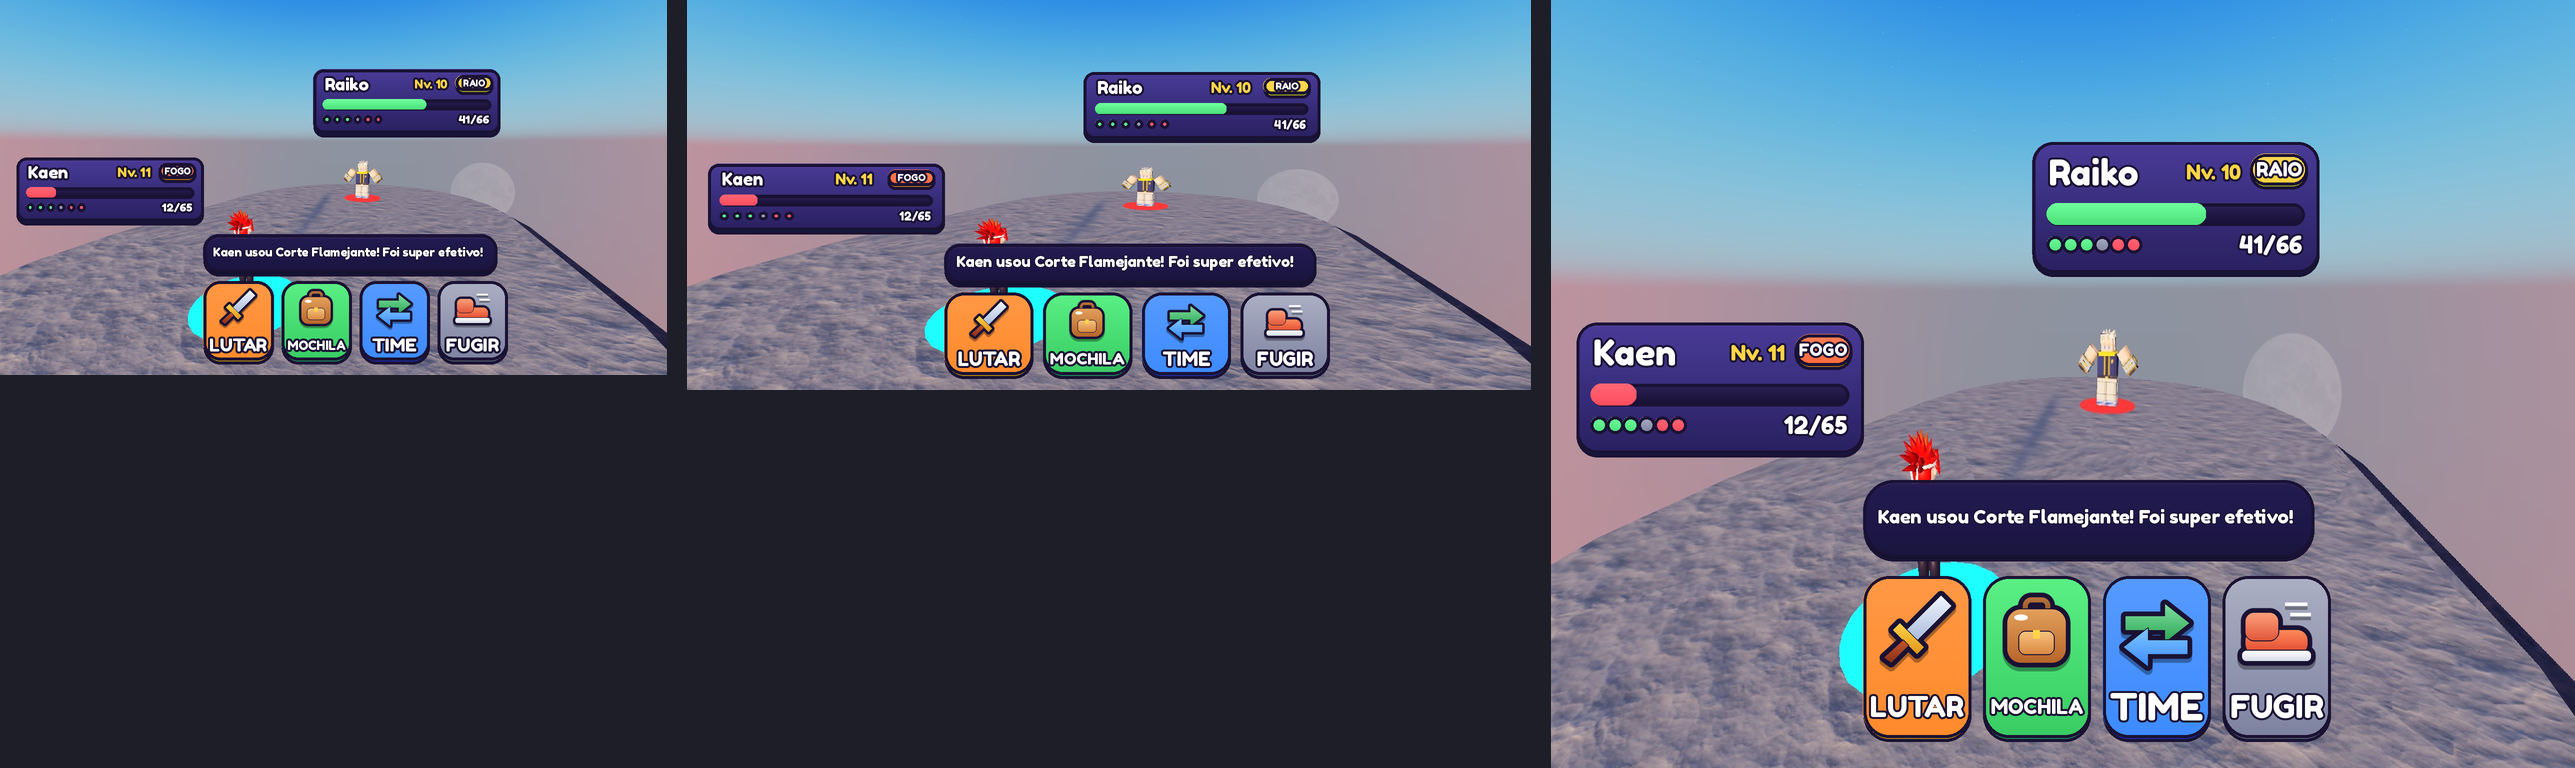 Raiko Nv. 10 RAIO
41/66
Kaen Nv. 11 FOGO
12/65
Kaen usou Corte Flamejante! Foi super efetivo!
LUTAR MOCHILA TIME FUGIR
Raiko Nv. 10 RAIO
41/66
Kaen Nv. 11 FOGO
12/65
Kaen usou Corte Flamejante! Foi super efetivo!
LUTAR MOCHILA TIME FUGIR
Raiko Nv. 10 RAIO
41/66
Kaen Nv. 11 FOGO
12/65
Kaen usou Corte Flamejante! Foi super efetivo!
LUTAR MOCHILA TIME FUGIR